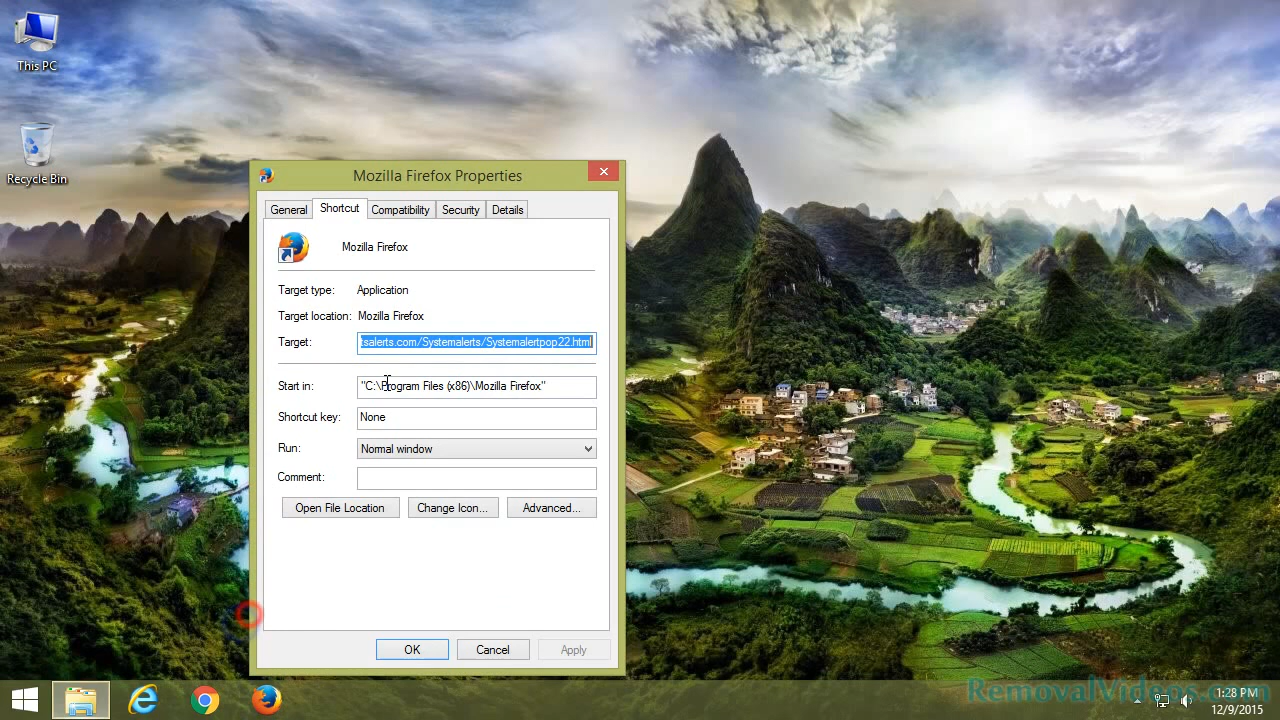 This PC
Recycle Bin
Mozilla Firefox Properties
General Shortcut Compatibility Security Details
Mozilla Firefox
Target type: Application
Target location: Mozilla Firefox
Target: tsalerts.com/Systemalerts/Systemalertpop22.html
Start in: "C:\Program Files (x86)\Mozilla Firefox"
Shortcut key: None
Run: Normal window
Comment:
Open File Location Change Icon... Advanced...
OK Cancel Apply
RemovalVideos.com
1:28 PM
12/9/2015